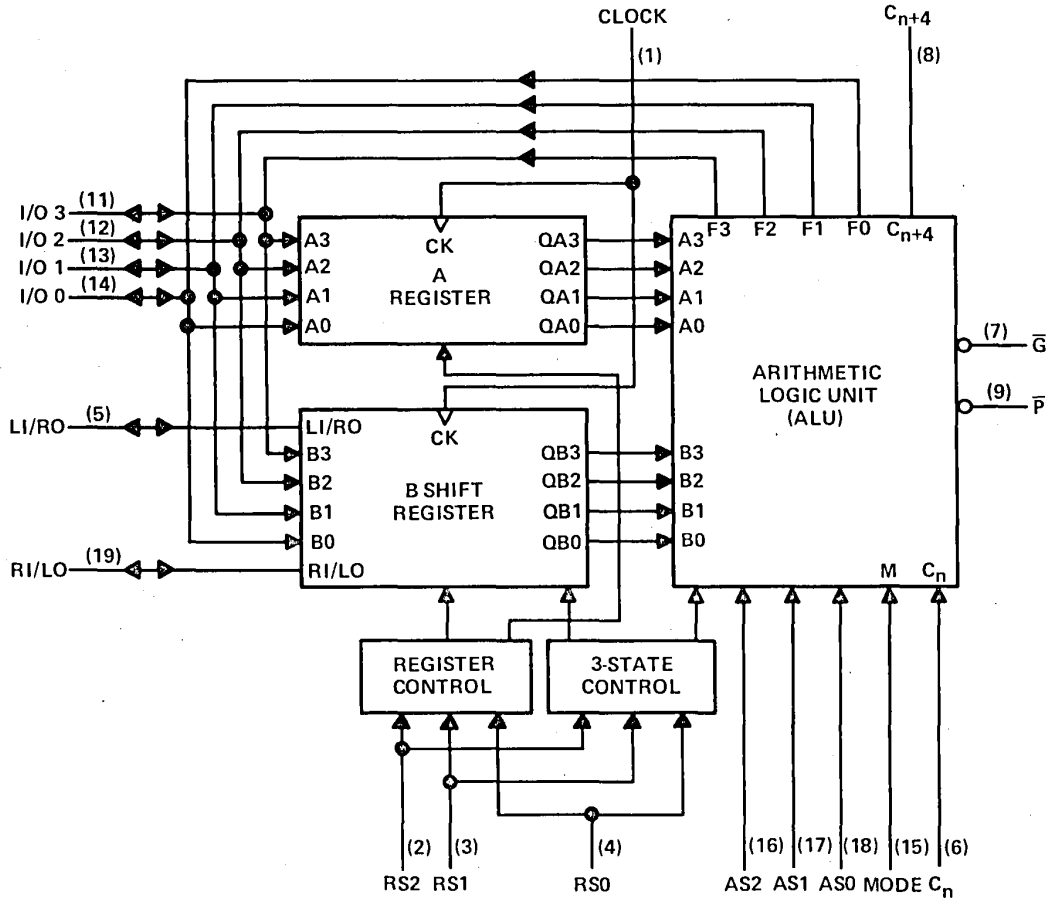 CLOCK
C_n+4
(1)
(8)
I/O 3 (11)
I/O 2 (12)
I/O 1 (13)
I/O 0 (14)
CK
A
REGISTER
A3 QA3
A2 QA2
A1 QA1
A0 QA0
A3 F3 F2 F1 F0 C_n+4
A2
A1
A0
ARITHMETIC
LOGIC UNIT
(ALU)
(7) G̅
(9) P̅
LI/RO (5) LI/RO
CK
B SHIFT
REGISTER
B3 QB3 B3
B2 QB2 B2
B1 QB1 B1
B0 QB0 B0
RI/LO (19) RI/LO
M C_n
REGISTER
CONTROL
3-STATE
CONTROL
(2) (3) (4) (16) (17) (18) (15) (6)
RS2 RS1 RS0 AS2 AS1 AS0 MODE C_n